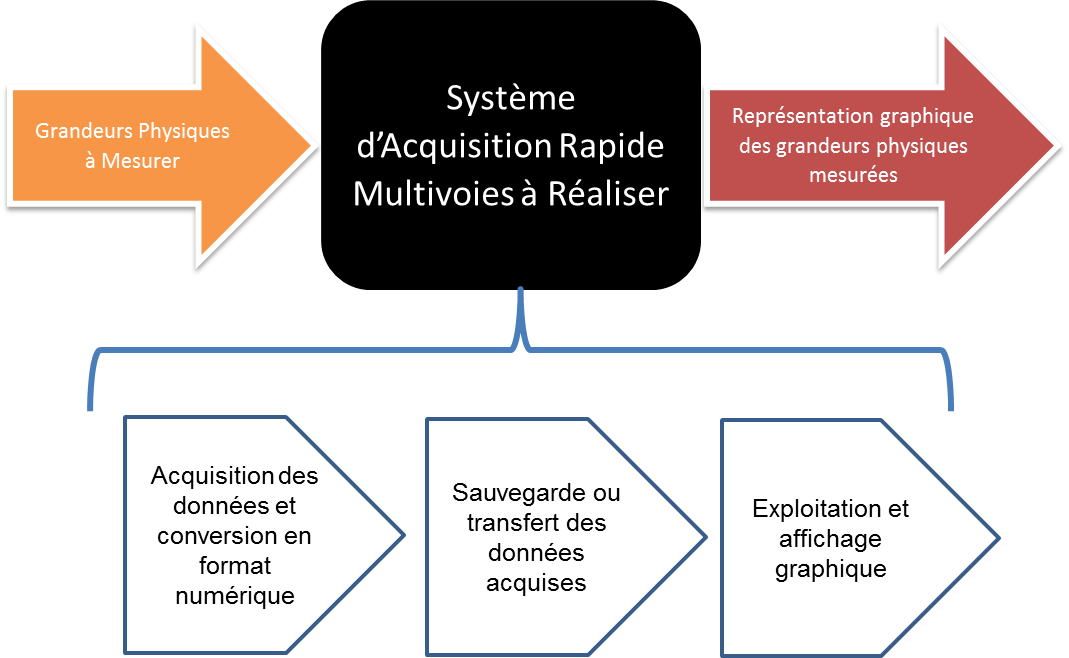 Grandeurs Physiques
à Mesurer
Système
d’Acquisition Rapide
Multivoies à Réaliser
Représentation graphique
des grandeurs physiques
mesurées
Acquisition des
données et
conversion en
format
numérique
Sauvegarde ou
transfert des
données
acquises
Exploitation et
affichage
graphique